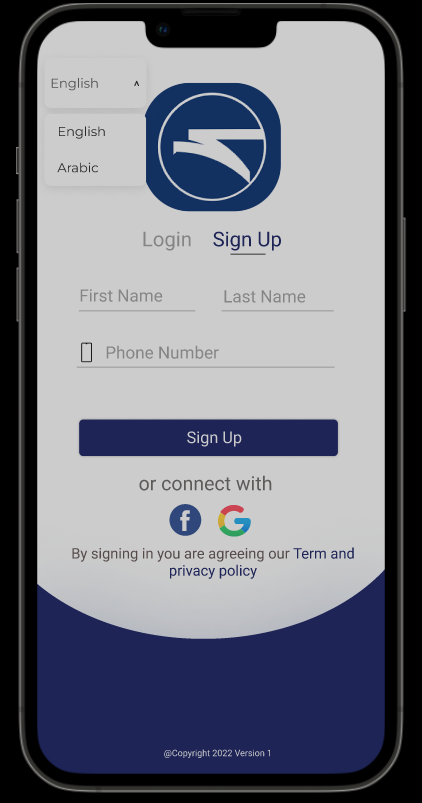 English
English
Arabic
Login Sign Up
First Name Last Name
Phone Number
Sign Up
or connect with
By signing in you are agreeing our Term and
privacy policy
@Copyright 2022 Version 1